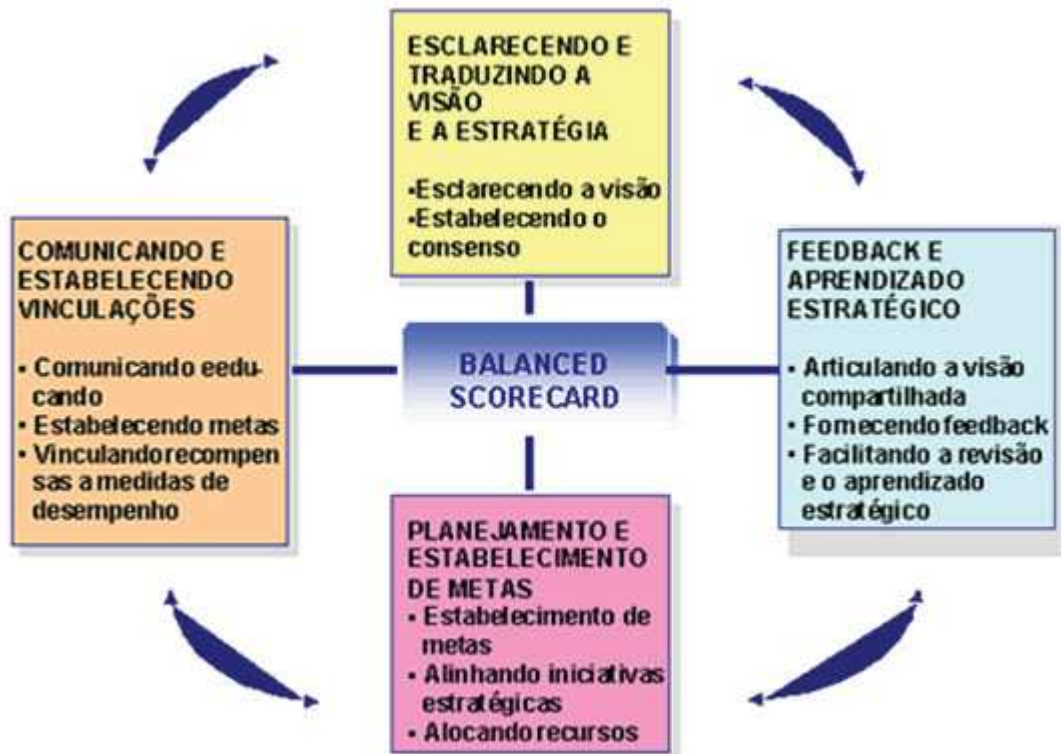 ESCLARECENDO E
TRADUZINDO A
VISÃO
E A ESTRATÉGIA
▪Esclarecendo a visão
▪Estabelecendo o
consenso
COMUNICANDO E
ESTABELECENDO
VINCULAÇÕES
▪ Comunicando eedu-
cando
▪ Estabelecendo metas
▪ Vinculando recompen
sas a medidas de
desempenho
BALANCED
SCORECARD
FEEDBACK E
APRENDIZADO
ESTRATÉGICO
▪ Articulando a visão
compartilhada
▪ Fornecendo feedback
▪ Facilitando a revisão
e o aprendizado
estratégico
PLANEJAMENTO E
ESTABELECIMENTO
DE METAS
▪ Estabelecimento de
metas
▪ Alinhando iniciativas
estratégicas
▪ Alocando recursos